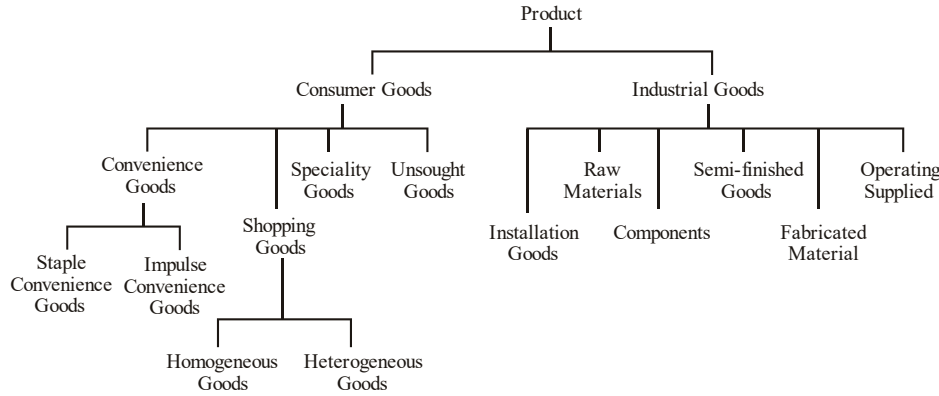 Product
Consumer Goods
Industrial Goods
Convenience
Goods
Speciality
Goods
Unsought
Goods
Raw
Materials
Semi-finished
Goods
Operating
Supplied
Shopping
Goods
Installation
Goods
Components
Fabricated
Material
Staple
Convenience
Goods
Impulse
Convenience
Goods
Homogeneous
Goods
Heterogeneous
Goods